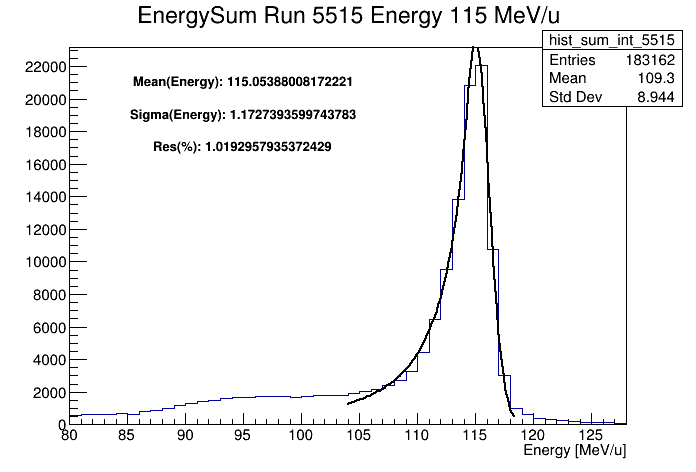 EnergySum Run 5515 Energy 115 MeV/u
hist_sum_int_5515
Entries 183162
Mean 109.3
Std Dev 8.944
Mean(Energy): 115.05388008172221
Sigma(Energy): 1.1727393599743783
Res(%): 1.0192957935372429
22000
20000
18000
16000
14000
12000
10000
8000
6000
4000
2000
0
80 85 90 95 100 105 110 115 120 125
Energy [MeV/u]